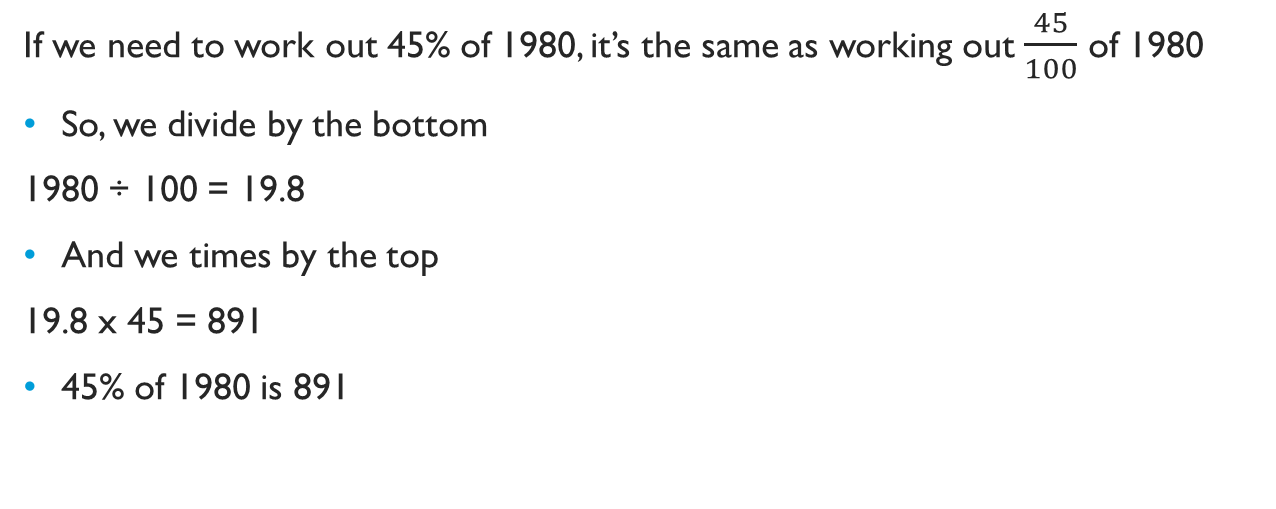 If we need to work out 45% of 1980, it’s the same as working out 45/100 of 1980
• So, we divide by the bottom
1980 ÷ 100 = 19.8
• And we times by the top
19.8 x 45 = 891
• 45% of 1980 is 891